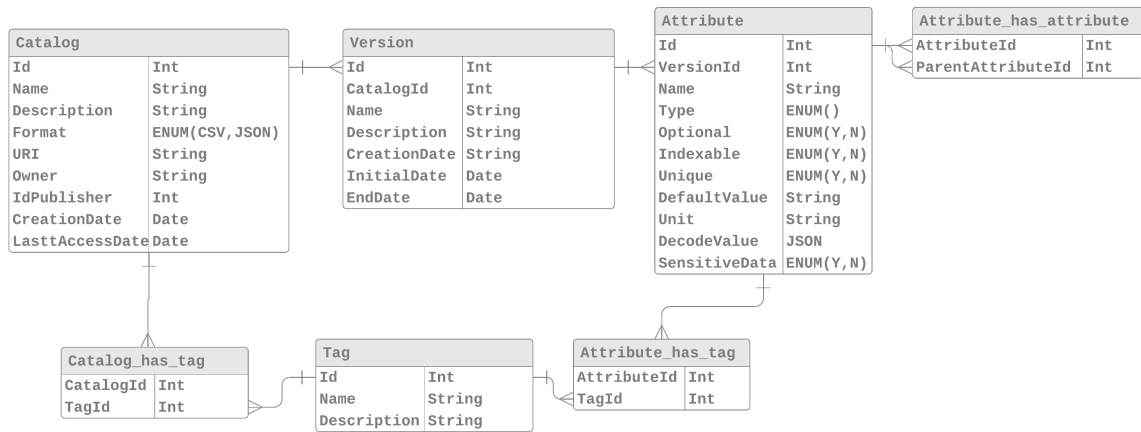 Catalog
Id Int
Name String
Description String
Format ENUM(CSV,JSON)
URI String
Owner String
IdPublisher Int
CreationDate Date
LasttAccessDate Date
Version
Id Int
CatalogId Int
Name String
Description String
CreationDate String
InitialDate Date
EndDate Date
Attribute
Id Int
VersionId Int
Name String
Type ENUM()
Optional ENUM(Y,N)
Indexable ENUM(Y,N)
Unique ENUM(Y,N)
DefaultValue String
Unit String
DecodeValue JSON
SensitiveData ENUM(Y,N)
Attribute_has_attribute
AttributeId Int
ParentAttributeId Int
Catalog_has_tag
CatalogId Int
TagId Int
Tag
Id Int
Name String
Description String
Attribute_has_tag
AttributeId Int
TagId Int